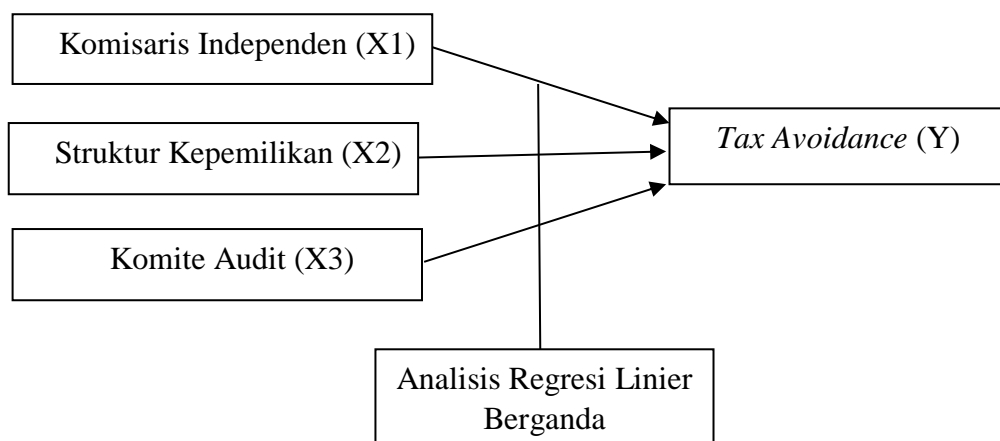 Komisaris Independen (X1)
Struktur Kepemilikan (X2)
Tax Avoidance (Y)
Komite Audit (X3)
Analisis Regresi Linier
Berganda